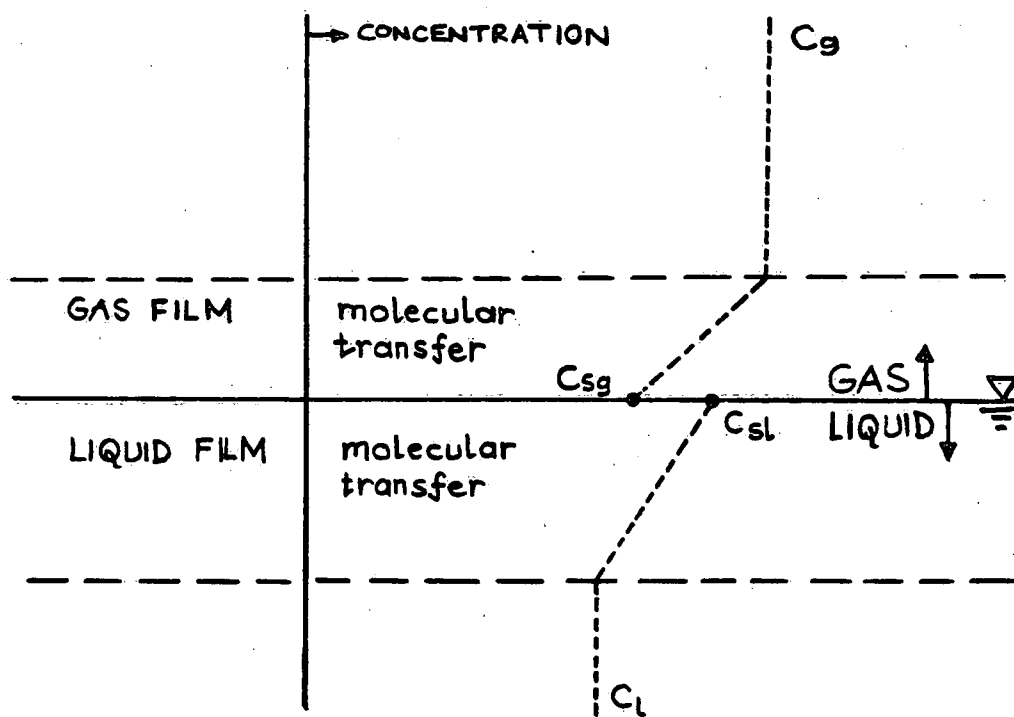 → CONCENTRATION
Cg
GAS FILM
molecular
transfer
Csg
GAS
Csl
LIQUID
LIQUID FILM
molecular
transfer
Cl